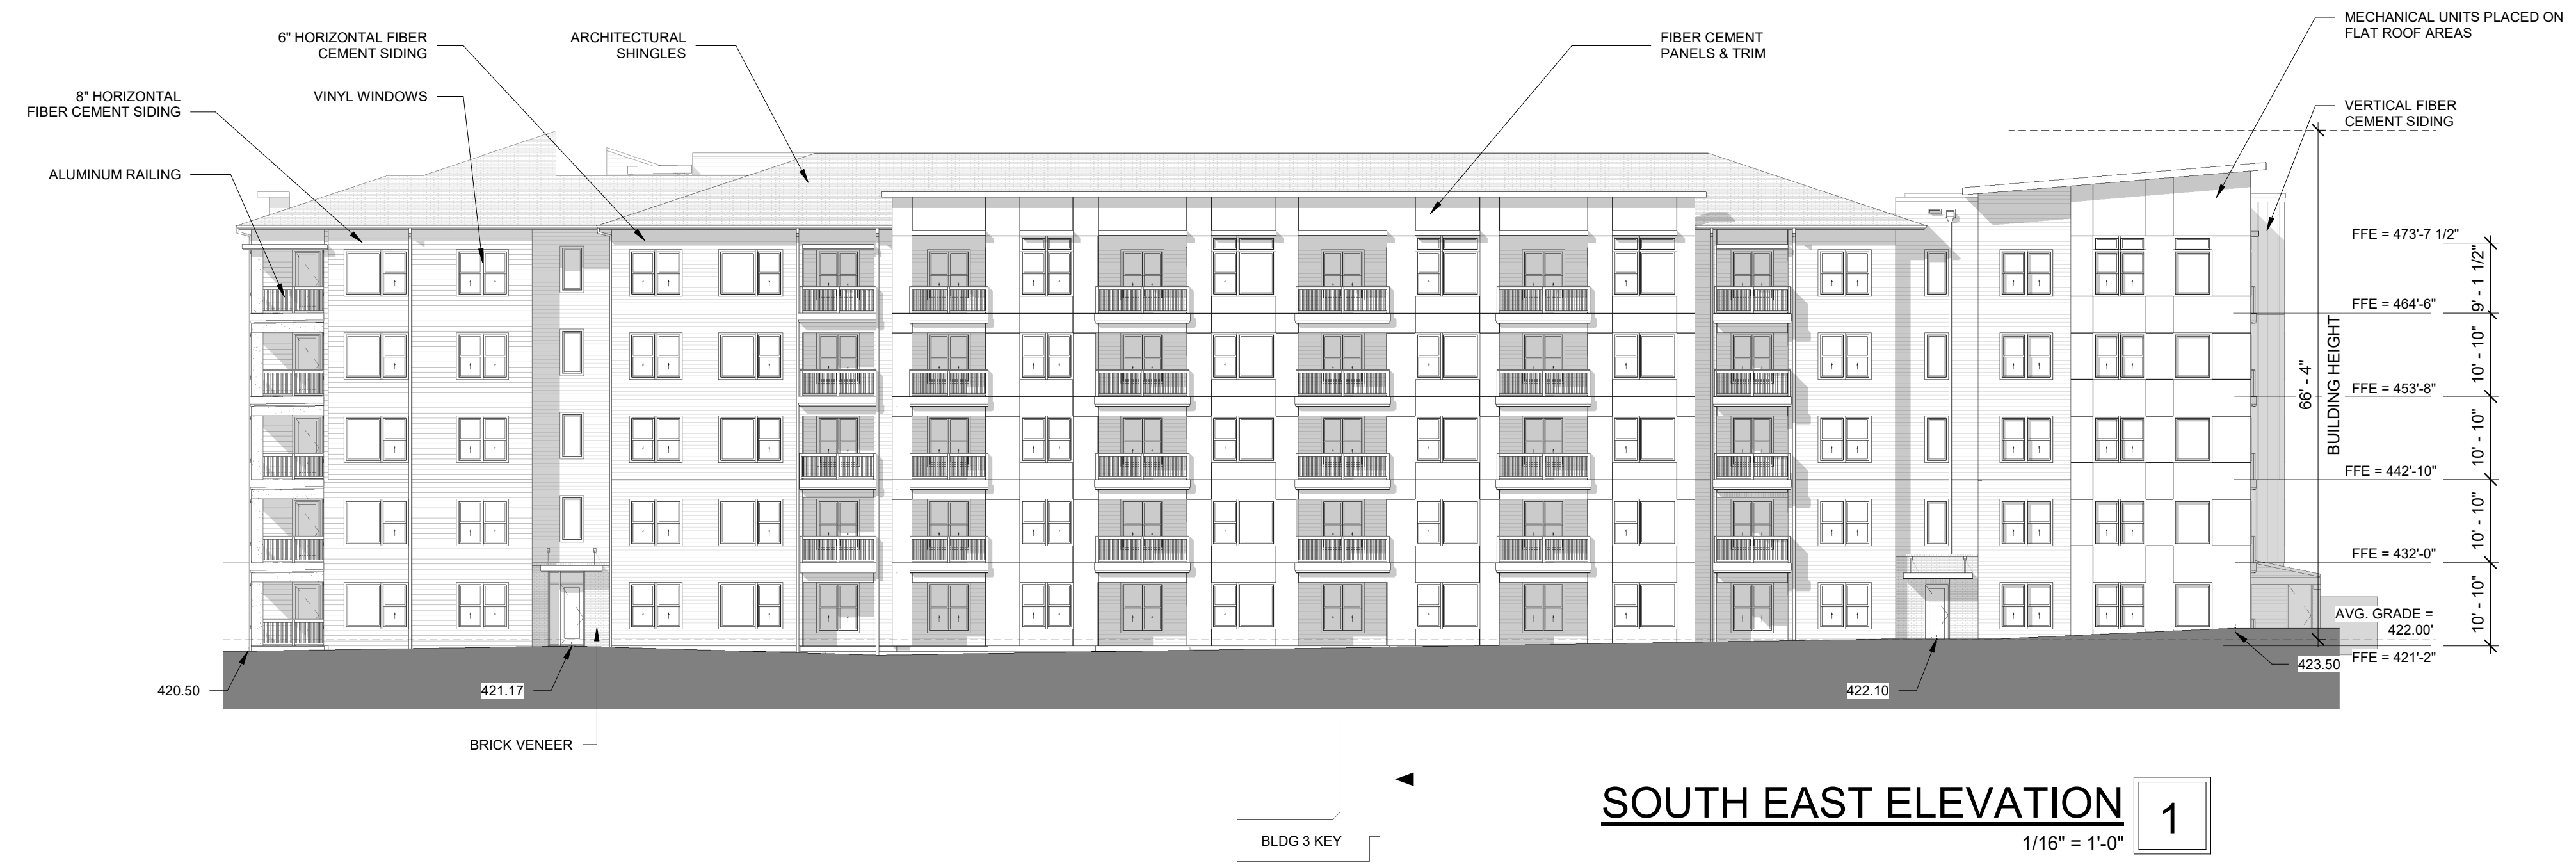 6" HORIZONTAL FIBER
CEMENT SIDING
ARCHITECTURAL
SHINGLES
FIBER CEMENT
PANELS & TRIM
MECHANICAL UNITS PLACED ON
FLAT ROOF AREAS
8" HORIZONTAL
FIBER CEMENT SIDING
VINYL WINDOWS
VERTICAL FIBER
CEMENT SIDING
ALUMINUM RAILING
FFE = 473'-7 1/2"
9' - 1 1/2"
FFE = 464'-6"
10' - 10"
FFE = 453'-8"
66' - 4"
BUILDING HEIGHT
10' - 10"
FFE = 442'-10"
10' - 10"
FFE = 432'-0"
10' - 10"
AVG. GRADE =
422.00'
FFE = 421'-2"
420.50
421.17
422.10
423.50
BRICK VENEER
BLDG 3 KEY
SOUTH EAST ELEVATION
1
1/16" = 1'-0"